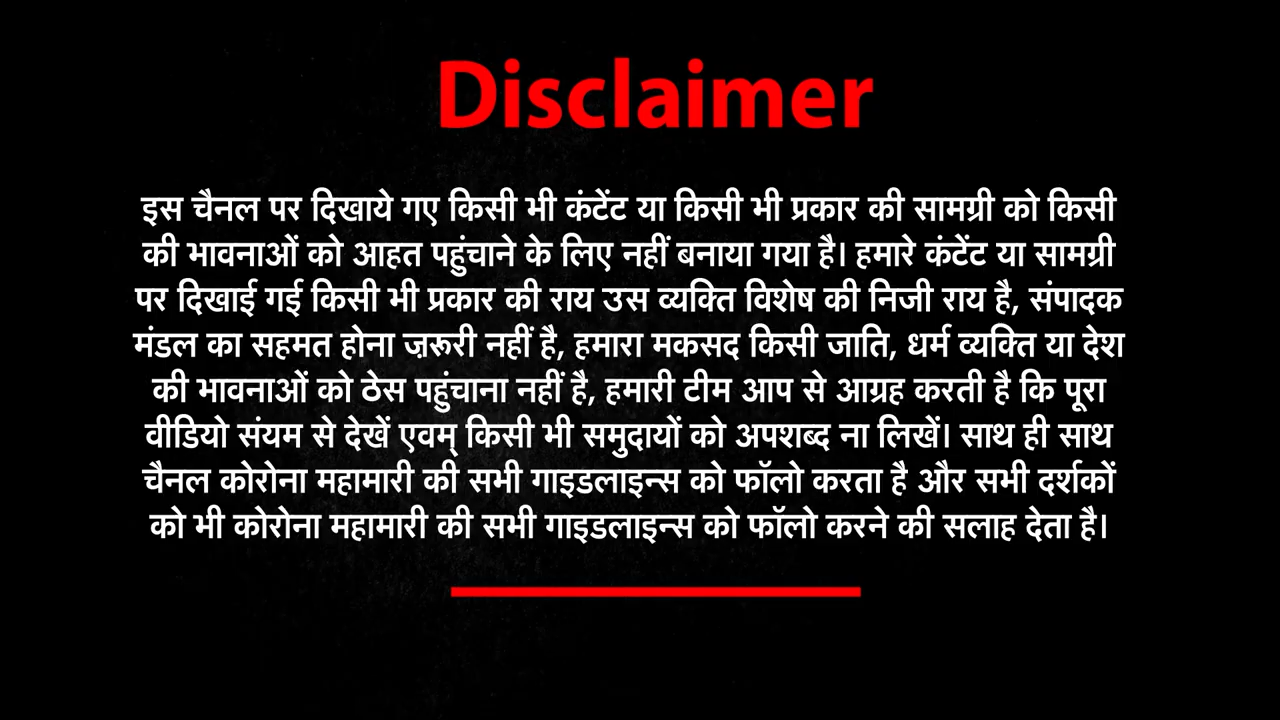 Disclaimer
इस चैनल पर दिखाये गए किसी भी कंटेंट या किसी भी प्रकार की सामग्री को किसी
की भावनाओं को आहत पहुंचाने के लिए नहीं बनाया गया है। हमारे कंटेंट या सामग्री
पर दिखाई गई किसी भी प्रकार की राय उस व्यक्ति विशेष की निजी राय है, संपादक
मंडल का सहमत होना ज़रूरी नहीं है, हमारा मकसद किसी जाति, धर्म व्यक्ति या देश
की भावनाओं को ठेस पहुंचाना नहीं है, हमारी टीम आप से आग्रह करती है कि पूरा
वीडियो संयम से देखें एवम् किसी भी समुदायों को अपशब्द ना लिखें। साथ ही साथ
चैनल कोरोना महामारी की सभी गाइडलाइन्स को फॉलो करता है और सभी दर्शकों
को भी कोरोना महामारी की सभी गाइडलाइन्स को फॉलो करने की सलाह देता है।